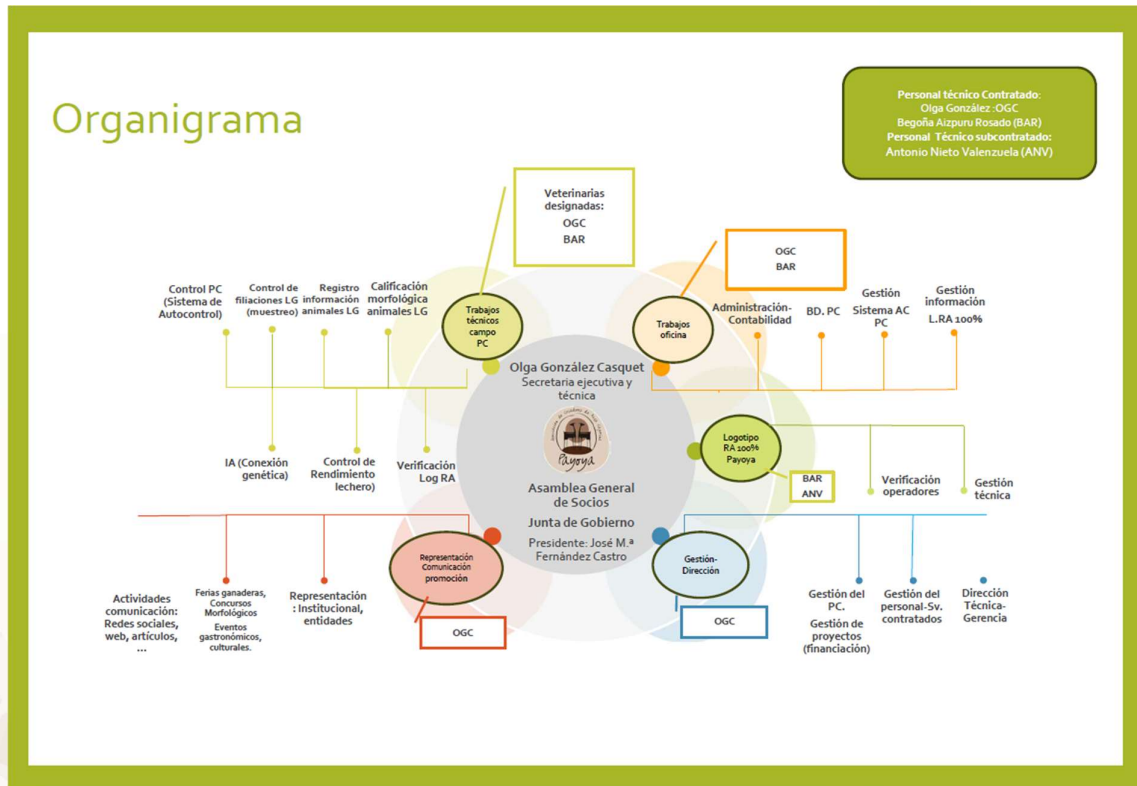 Organigrama
Personal técnico Contratado:
Olga González :OGC
Begoña Aizpuru Rosado (BAR)
Personal Técnico subcontratado:
Antonio Nieto Valenzuela (ANV)
Veterinarias
designadas:
OGC
BAR
OGC
BAR
Control PC
(Sistema de
Autocontrol)
Control de
filiaciones LG
(muestreo)
Registro
información
animales LG
Calificación
morfológica
animales LG
Trabajos
técnicos
campo
PC
Trabajos
oficina
Administración-
Contabilidad
BD. PC
Gestión
Sistema AC
PC
Gestión
información
L.RA 100%
Olga González Casquet
Secretaria ejecutiva y
técnica
Payoya
Asamblea General
de Socios
Junta de Gobierno
Presidente: José M.ª
Fernández Castro
IA (Conexión
genética)
Control de
Rendimiento
lechero)
Verificación
Log RA
Logotipo
RA 100%
Payoya
BAR
ANV
Verificación
operadores
Gestión
técnica
Representación
Comunicación
promoción
OGC
Gestión-
Dirección
OGC
Actividades
comunicación:
Redes sociales,
web, artículos,
...
Ferias ganaderas,
Concursos
Morfológicos
Eventos
gastronómicos,
culturales.
Representación
: Institucional,
entidades
Gestión del
PC.
Gestión de
proyectos
(financiación)
Gestión del
personal-Sv.
contratados
Dirección
Técnica-
Gerencia